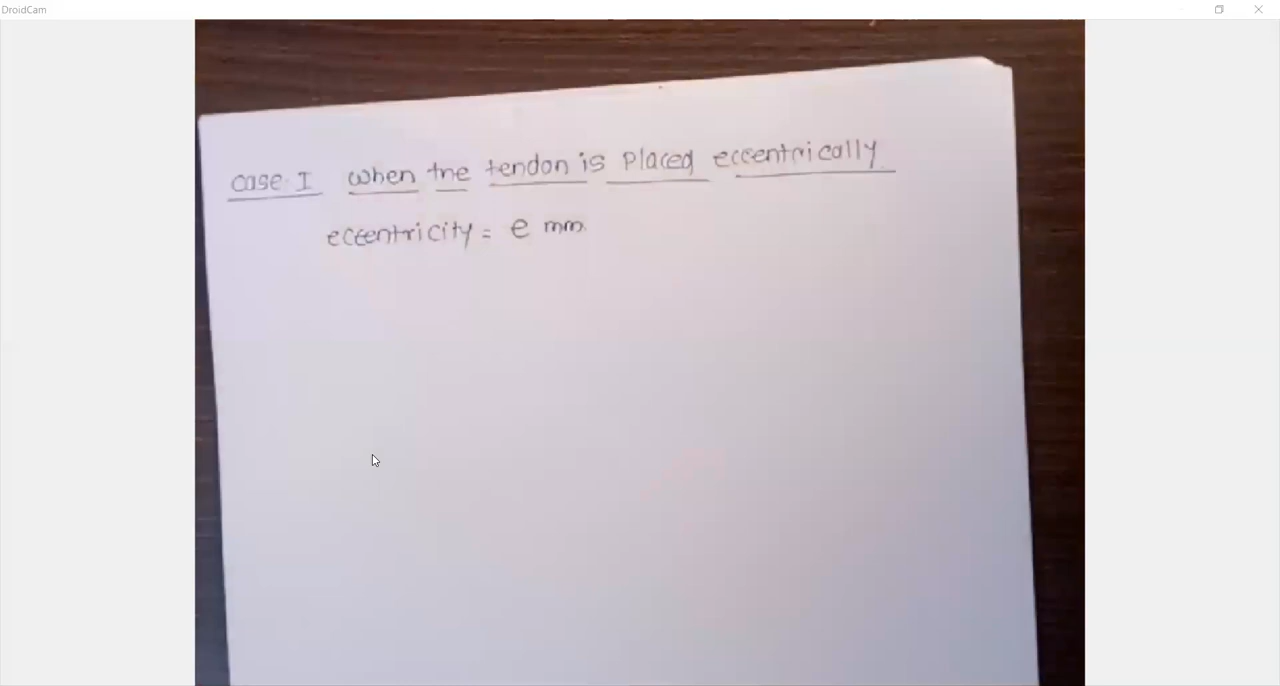 DroidCam
Case-I when the tendon is Placed eccentrically
eccentricity = e mm.